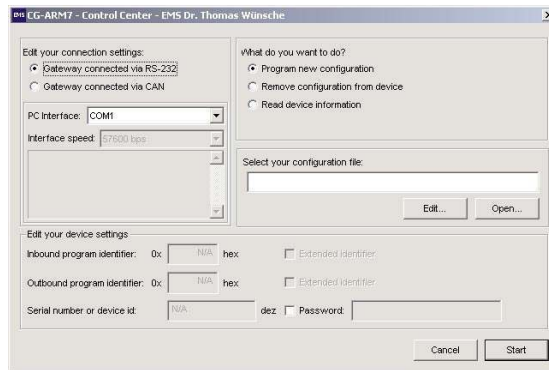 EMS CG-ARM7 - Control Center - EMS Dr. Thomas Wünsche
Edit your connection settings:
Gateway connected via RS-232
Gateway connected via CAN
PC Interface: COM1
Interface speed: 57600 bps
What do you want to do?
Program new configuration
Remove configuration from device
Read device information
Select your configuration file:
Edit... Open...
Edit your device settings
Inbound program identifier: 0x N/A hex Extended identifier
Outbound program identifier: 0x N/A hex Extended identifier
Serial number or device id: N/A dez Password:
Cancel Start